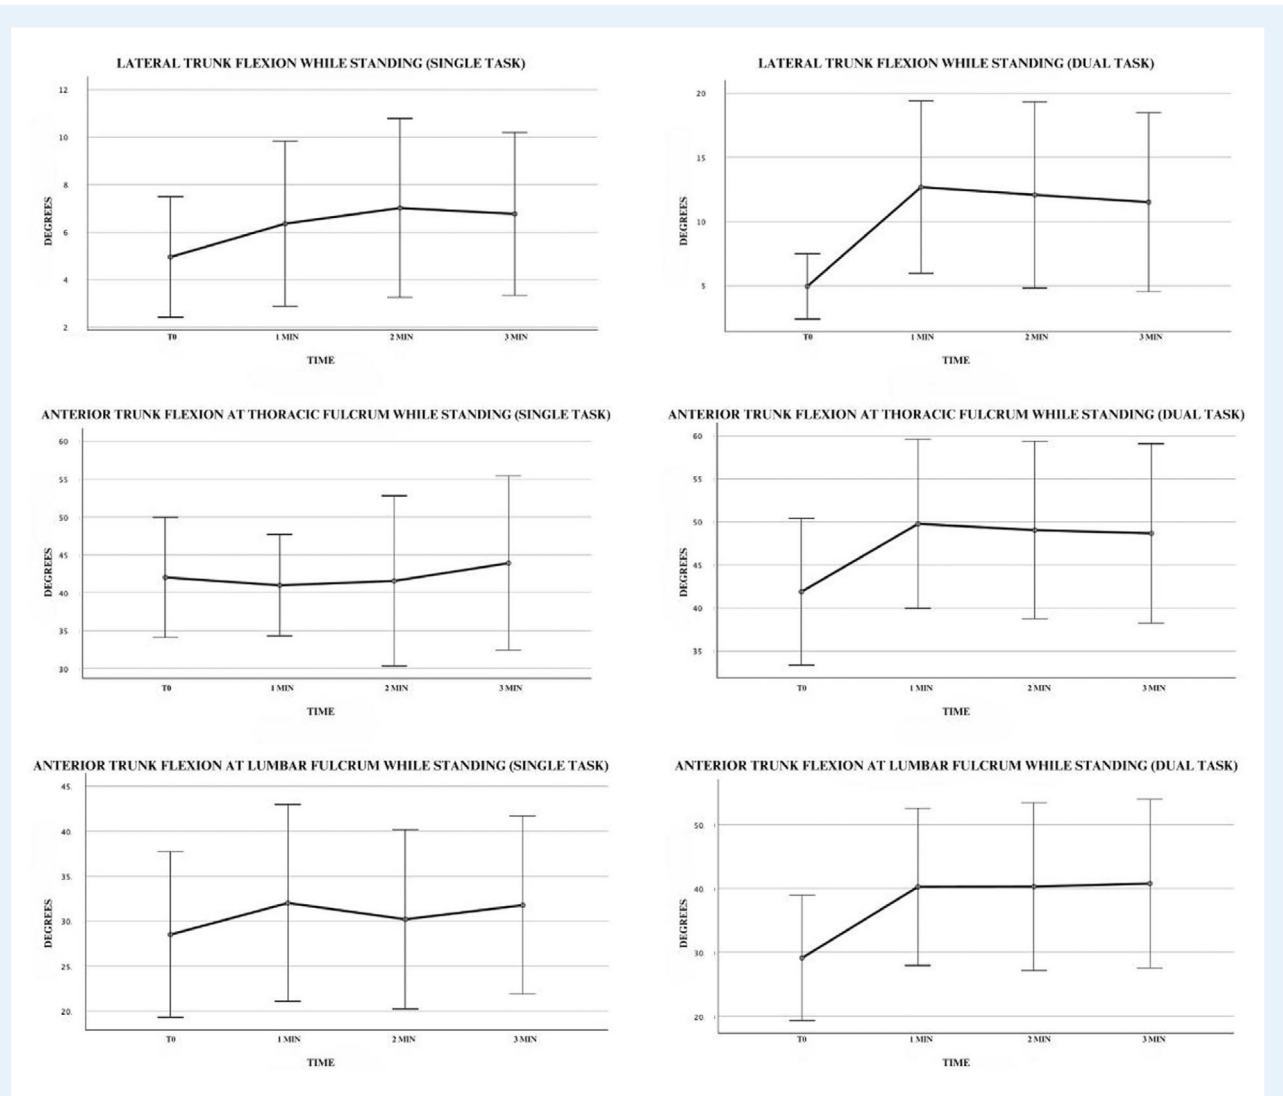 LATERAL TRUNK FLEXION WHILE STANDING (SINGLE TASK)
12
10
8
6
4
2
DEGREES
T0 1 MIN 2 MIN 3 MIN
TIME
LATERAL TRUNK FLEXION WHILE STANDING (DUAL TASK)
20
15
10
5
DEGREES
T0 1 MIN 2 MIN 3 MIN
TIME
ANTERIOR TRUNK FLEXION AT THORACIC FULCRUM WHILE STANDING (SINGLE TASK)
60
55
50
45
40
35
30
DEGREES
T0 1 MIN 2 MIN 3 MIN
TIME
ANTERIOR TRUNK FLEXION AT THORACIC FULCRUM WHILE STANDING (DUAL TASK)
60
55
50
45
40
35
DEGREES
T0 1 MIN 2 MIN 3 MIN
TIME
ANTERIOR TRUNK FLEXION AT LUMBAR FULCRUM WHILE STANDING (SINGLE TASK)
45.
40.
35.
30.
25.
20.
DEGREES
T0 1 MIN 2 MIN 3 MIN
TIME
ANTERIOR TRUNK FLEXION AT LUMBAR FULCRUM WHILE STANDING (DUAL TASK)
50.
40.
30.
20.
DEGREES
T0 1 MIN 2 MIN 3 MIN
TIME